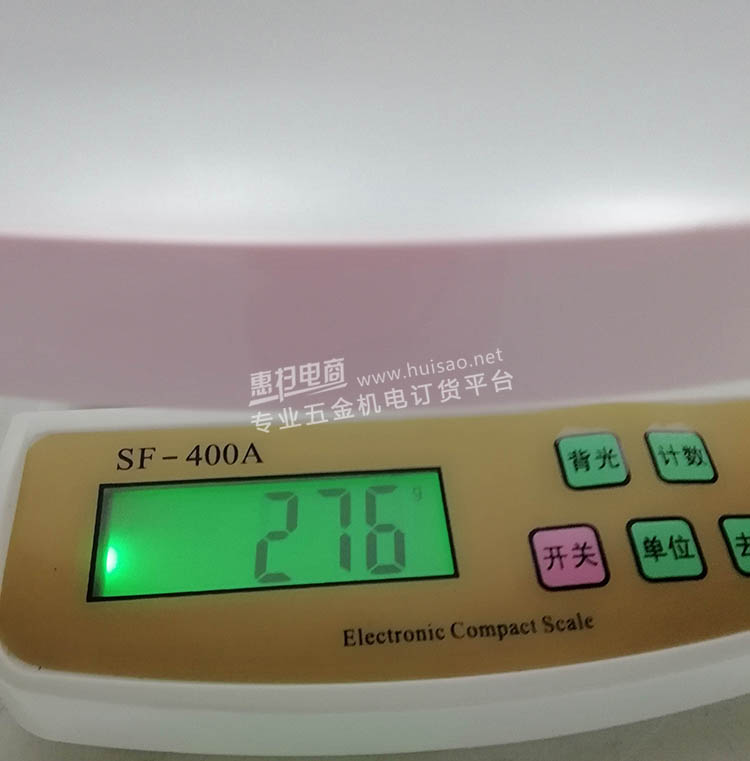 惠扫电商 www.huisao.net
专业五金机电订货平台
SF-400A
背光 计数
276 g
开关 单位 去
Electronic Compact Scale